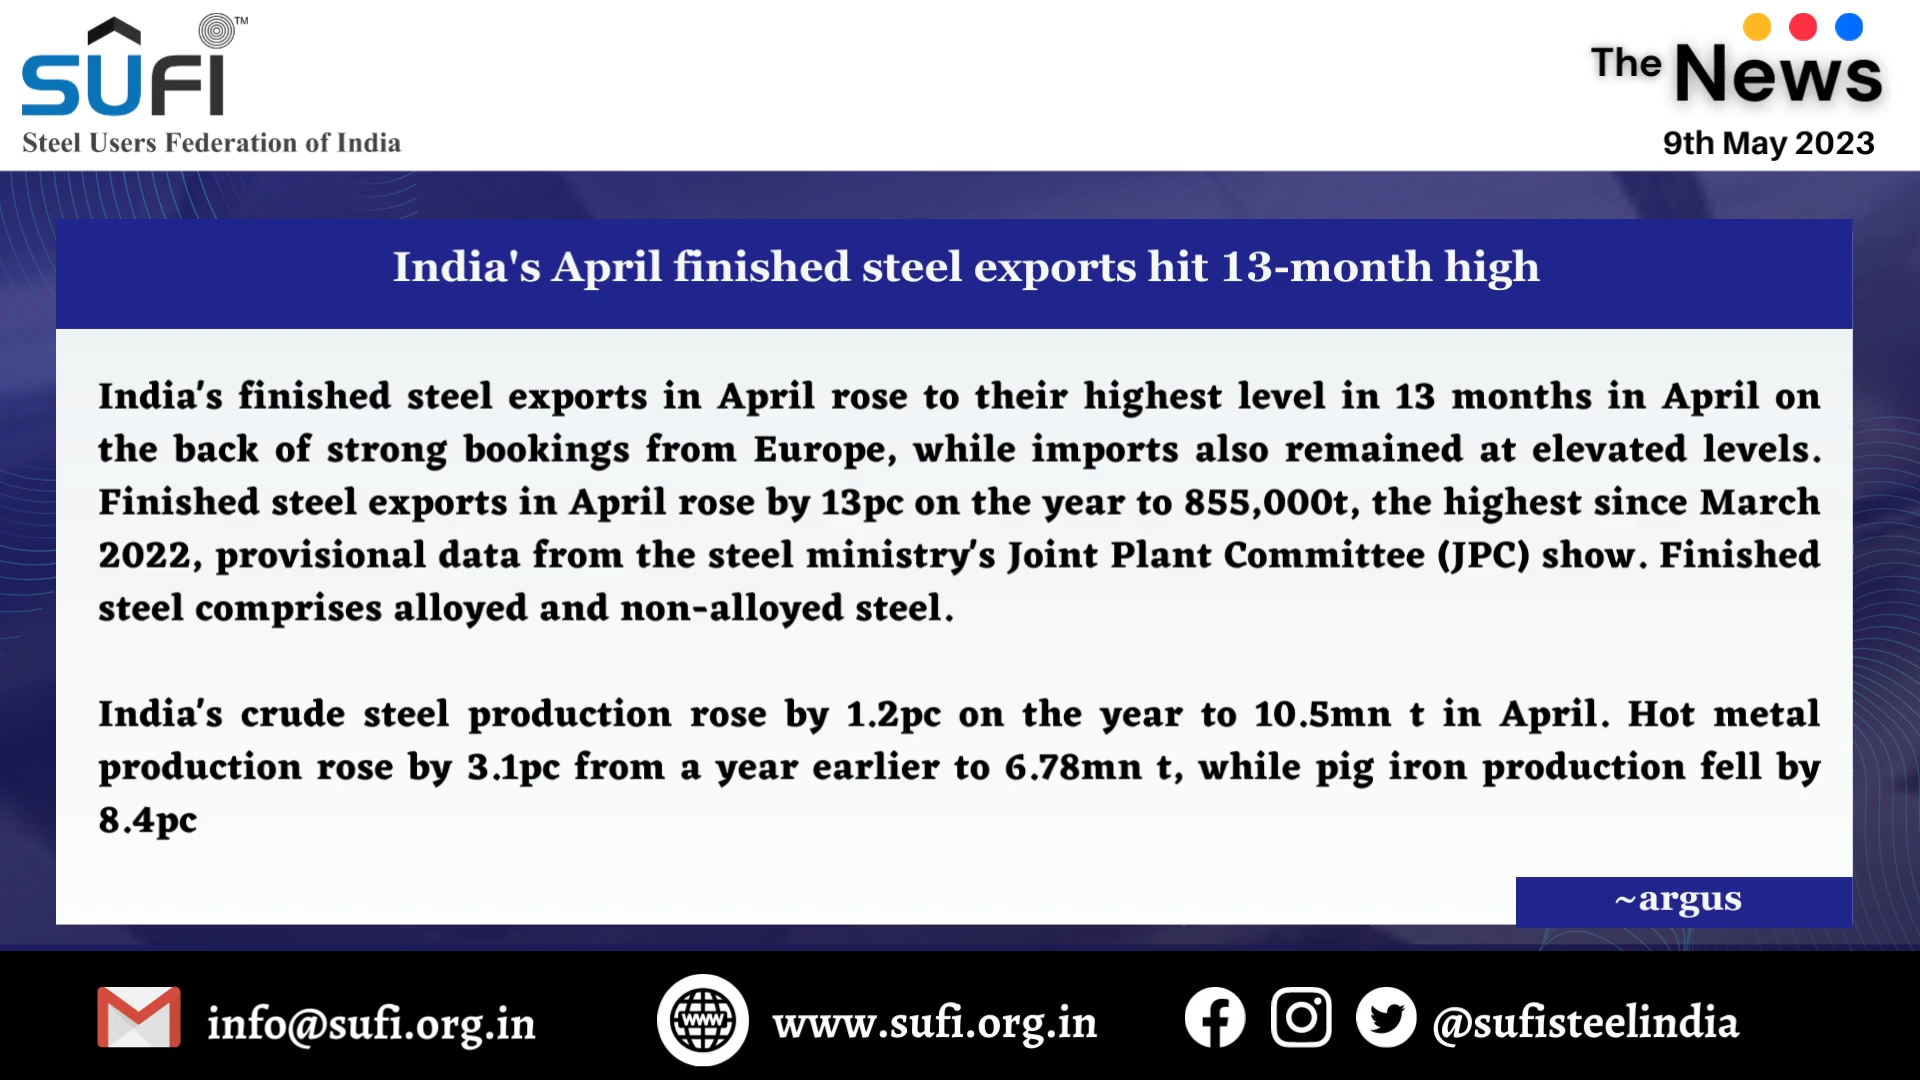 SUFI™
Steel Users Federation of India
The News
9th May 2023
India's April finished steel exports hit 13-month high
India's finished steel exports in April rose to their highest level in 13 months in April on
the back of strong bookings from Europe, while imports also remained at elevated levels.
Finished steel exports in April rose by 13pc on the year to 855,000t, the highest since March
2022, provisional data from the steel ministry's Joint Plant Committee (JPC) show. Finished
steel comprises alloyed and non-alloyed steel.
India's crude steel production rose by 1.2pc on the year to 10.5mn t in April. Hot metal
production rose by 3.1pc from a year earlier to 6.78mn t, while pig iron production fell by
8.4pc
~argus
info@sufi.org.in
www
www.sufi.org.in
@sufisteelindia